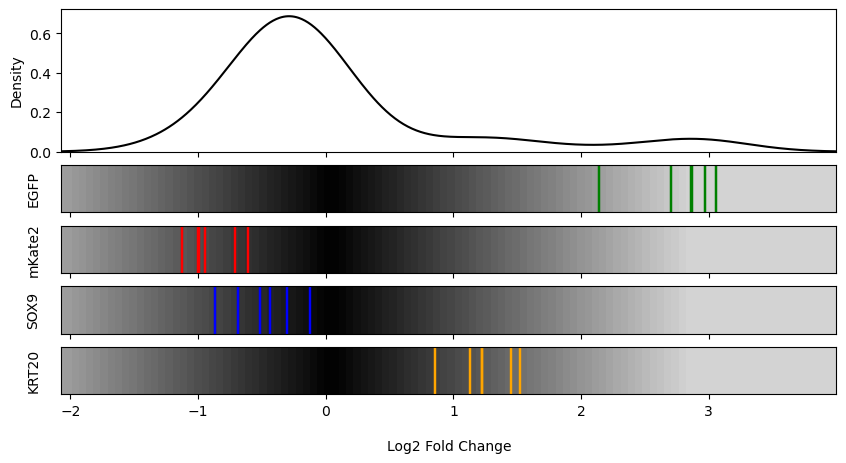 0.6
0.4
0.2
0.0
Density
EGFP
mKate2
SOX9
KRT20
−2 −1 0 1 2 3
Log2 Fold Change